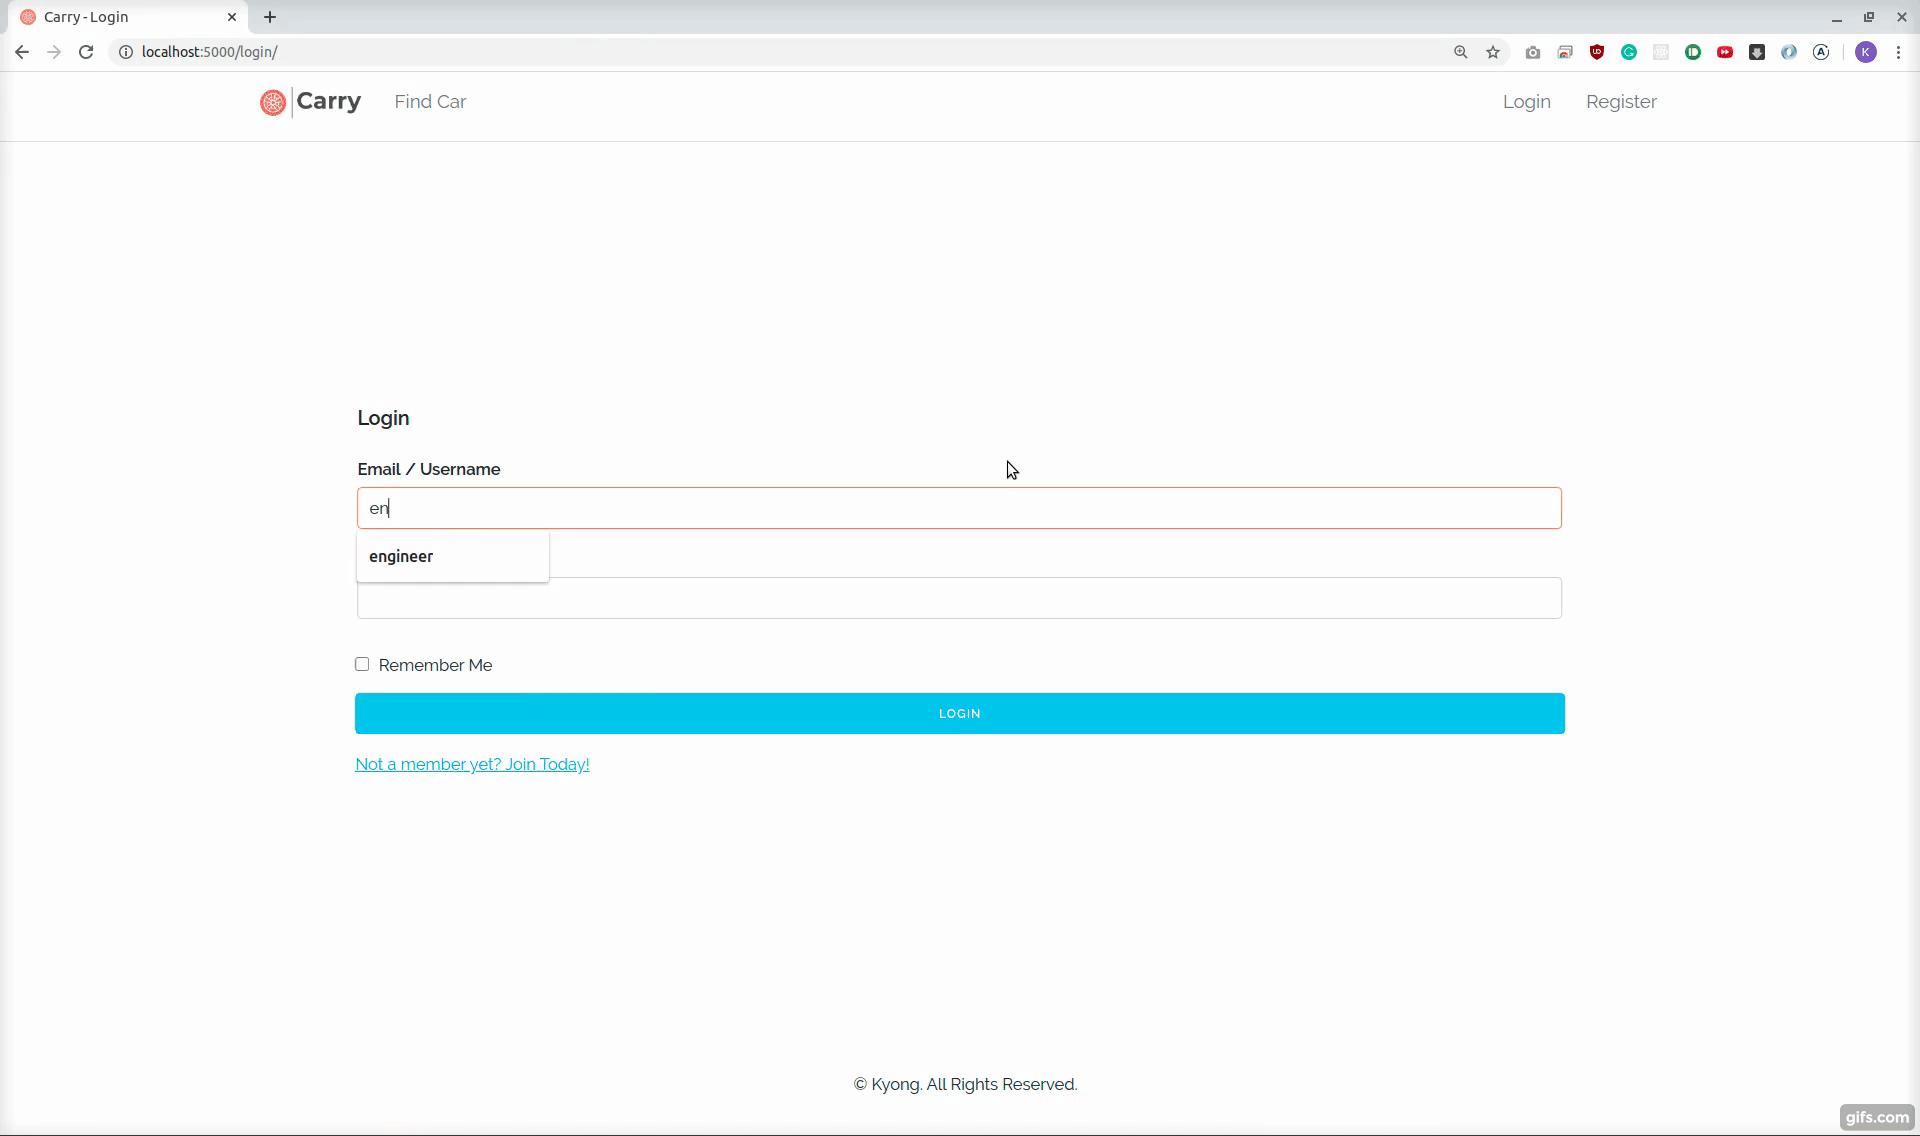 Carry - Login
localhost:5000/login/
K
Carry
Find Car
Login
Register
Login
Email / Username
en
engineer
Remember Me
LOGIN
Not a member yet? Join Today!
© Kyong. All Rights Reserved.
gifs.com